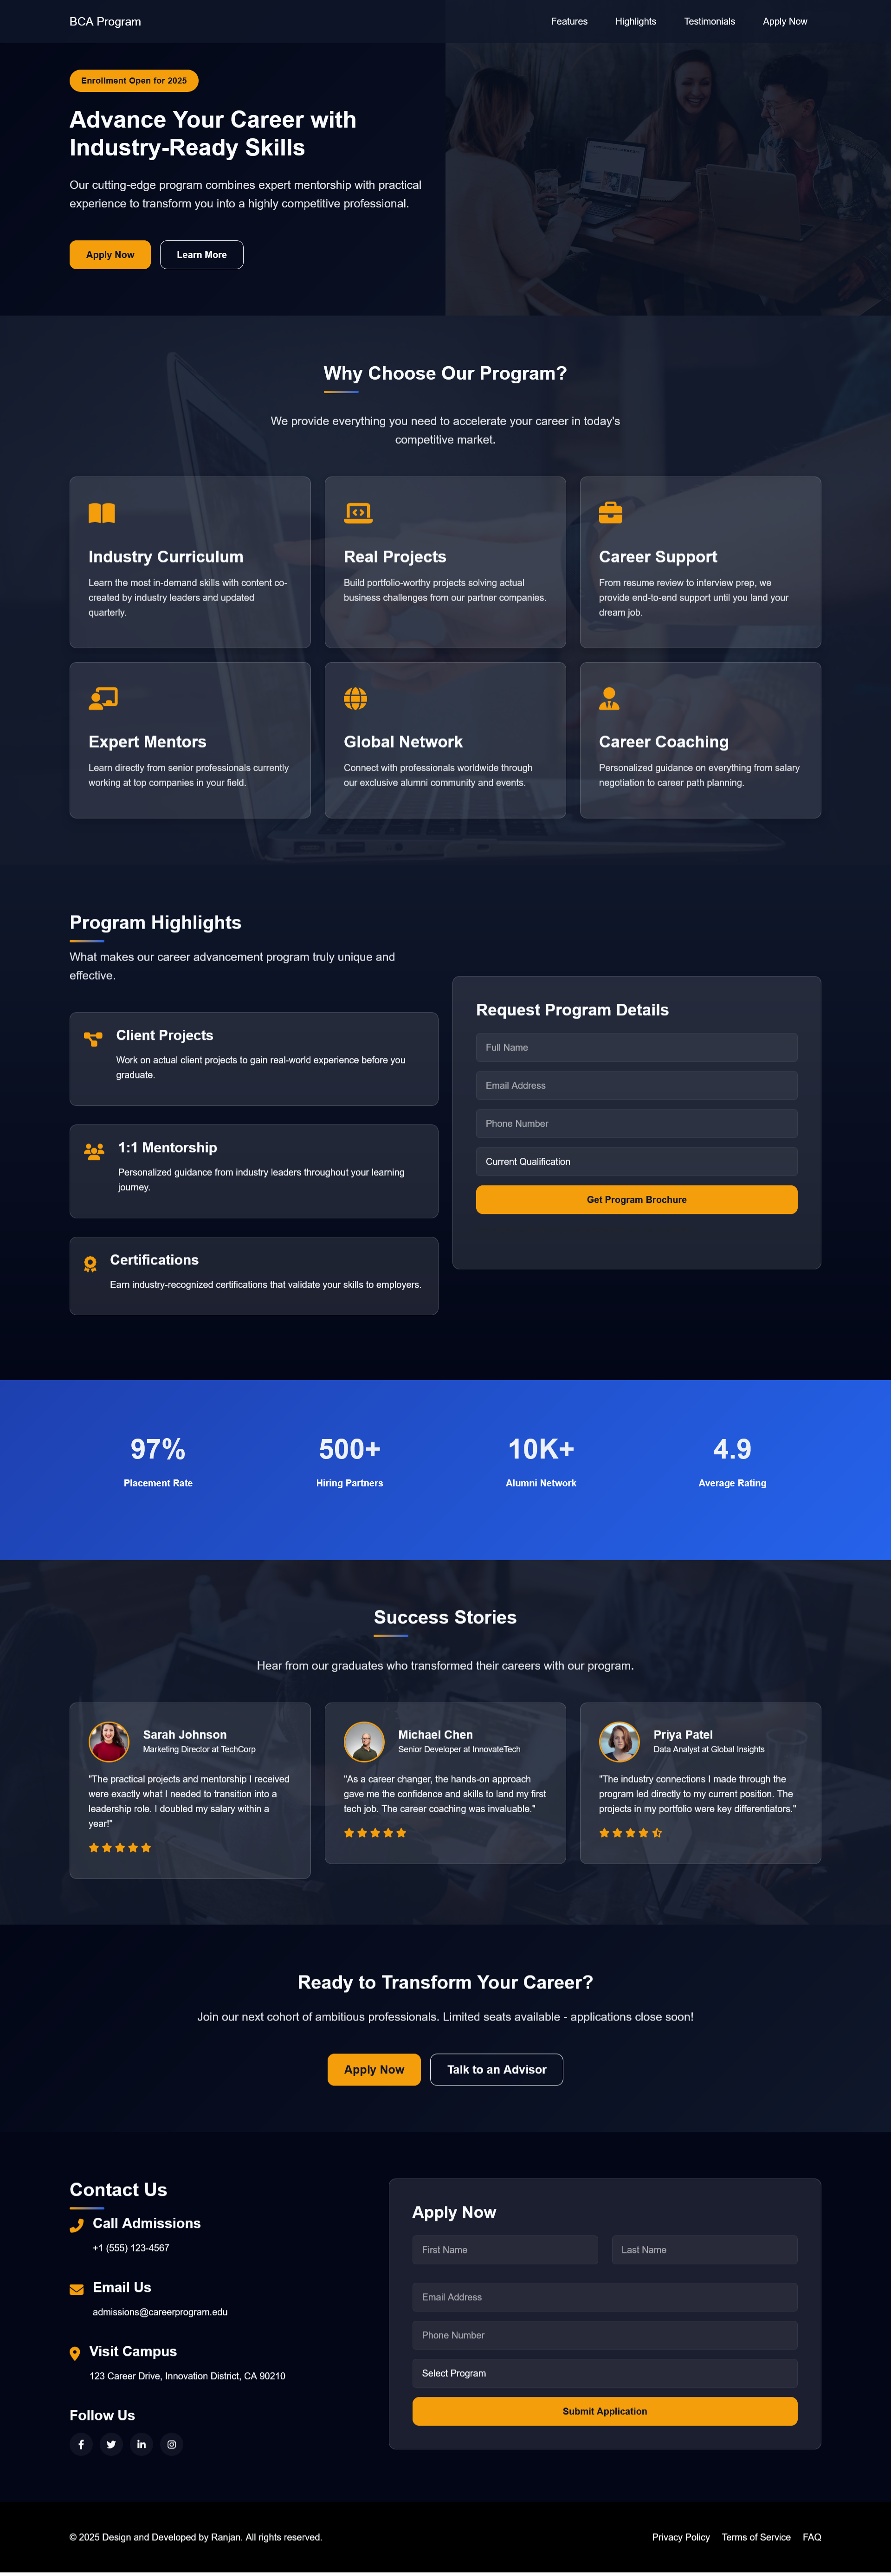 BCA Program
Features
Highlights
Testimonials
Apply Now
Enrollment Open for 2025
Advance Your Career with
Industry-Ready Skills
Our cutting-edge program combines expert mentorship with practical
experience to transform you into a highly competitive professional.
Apply Now
Learn More
Why Choose Our Program?
We provide everything you need to accelerate your career in today's
competitive market.
Industry Curriculum
Learn the most in-demand skills with content co-
created by industry leaders and updated
quarterly.
Real Projects
Build portfolio-worthy projects solving actual
business challenges from our partner companies.
Career Support
From resume review to interview prep, we
provide end-to-end support until you land your
dream job.
Expert Mentors
Learn directly from senior professionals currently
working at top companies in your field.
Global Network
Connect with professionals worldwide through
our exclusive alumni community and events.
Career Coaching
Personalized guidance on everything from salary
negotiation to career path planning.
Program Highlights
What makes our career advancement program truly unique and
effective.
Client Projects
Work on actual client projects to gain real-world experience before you
graduate.
1:1 Mentorship
Personalized guidance from industry leaders throughout your learning
journey.
Certifications
Earn industry-recognized certifications that validate your skills to employers.
Request Program Details
Full Name
Email Address
Phone Number
Current Qualification
Get Program Brochure
97%
Placement Rate
500+
Hiring Partners
10K+
Alumni Network
4.9
Average Rating
Success Stories
Hear from our graduates who transformed their careers with our program.
Sarah Johnson
Marketing Director at TechCorp
"The practical projects and mentorship I received
were exactly what I needed to transition into a
leadership role. I doubled my salary within a
year!"
Michael Chen
Senior Developer at InnovateTech
"As a career changer, the hands-on approach
gave me the confidence and skills to land my first
tech job. The career coaching was invaluable."
Priya Patel
Data Analyst at Global Insights
"The industry connections I made through the
program led directly to my current position. The
projects in my portfolio were key differentiators."
Ready to Transform Your Career?
Join our next cohort of ambitious professionals. Limited seats available - applications close soon!
Apply Now
Talk to an Advisor
Contact Us
Call Admissions
+1 (555) 123-4567
Email Us
admissions@careerprogram.edu
Visit Campus
123 Career Drive, Innovation District, CA 90210
Follow Us
Apply Now
First Name
Last Name
Email Address
Phone Number
Select Program
Submit Application
© 2025 Design and Developed by Ranjan. All rights reserved.
Privacy Policy
Terms of Service
FAQ